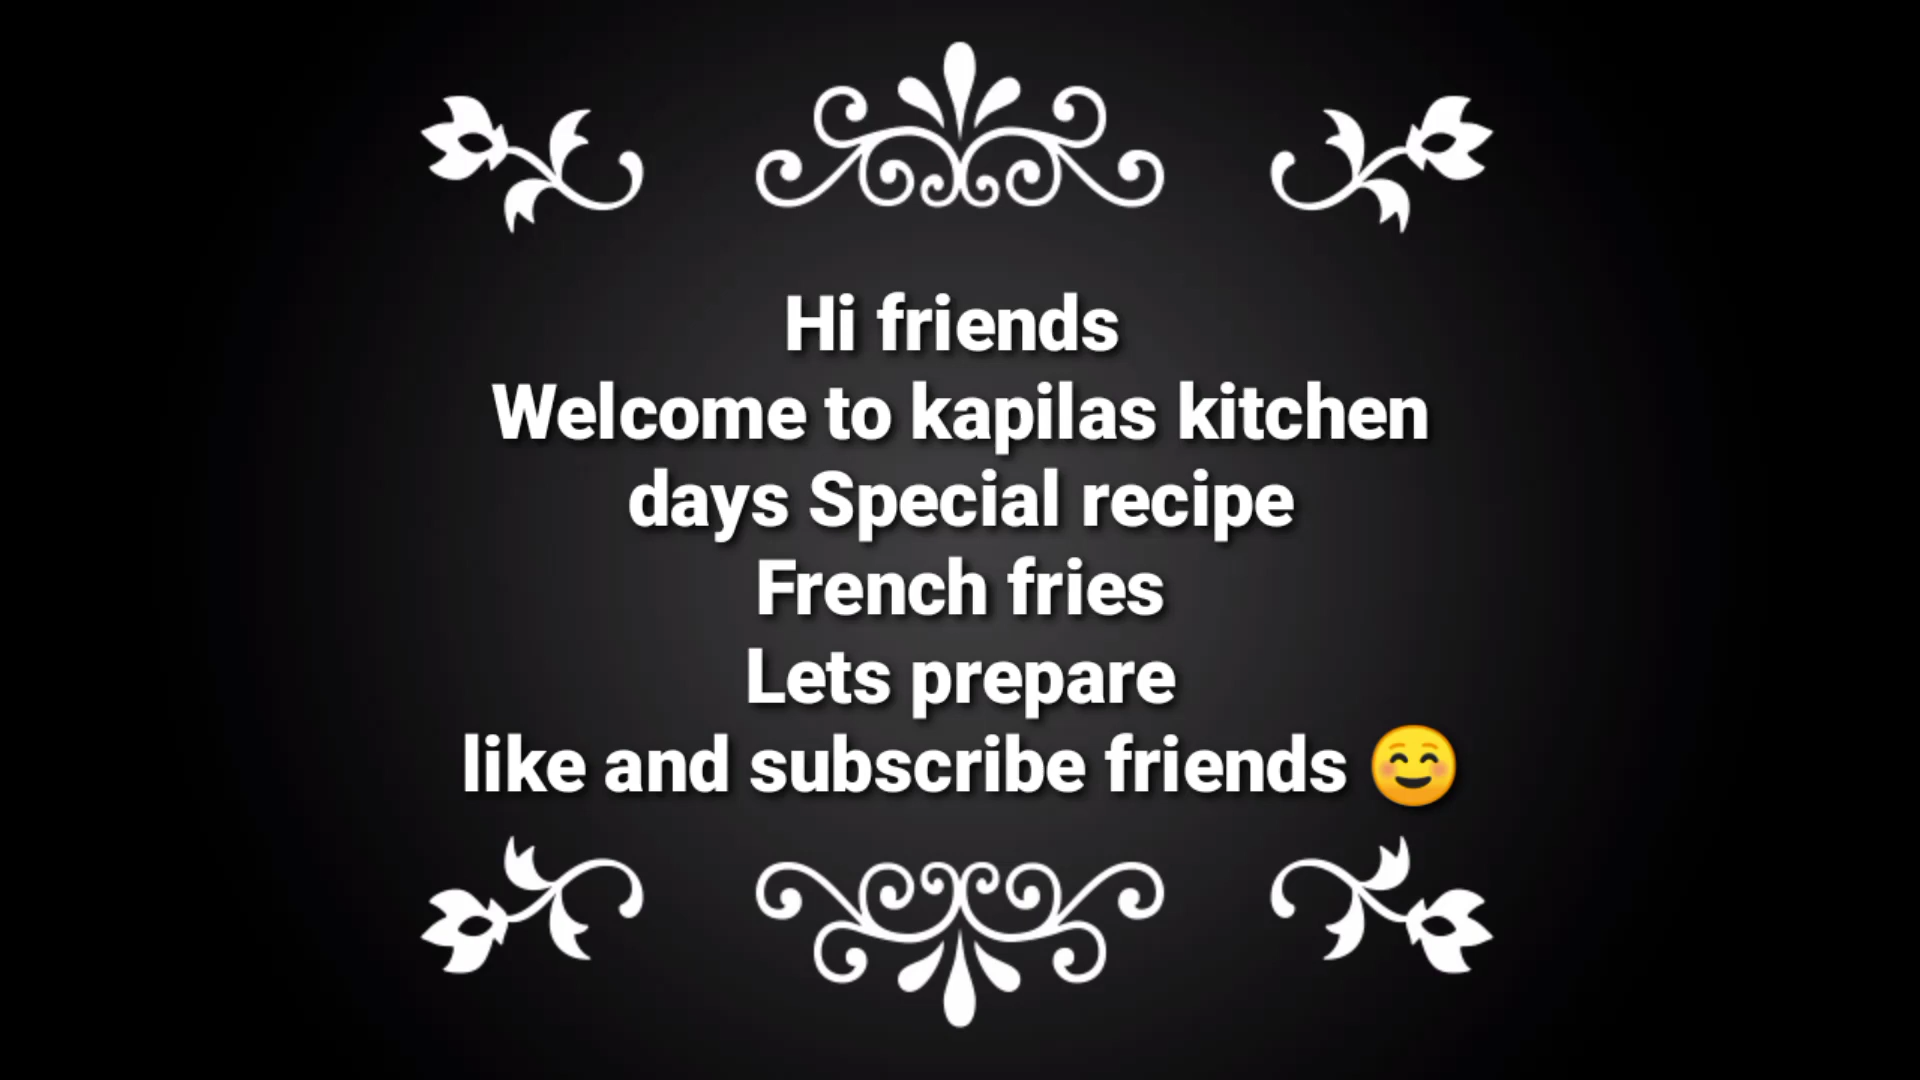 Hi friends
Welcome to kapilas kitchen
days Special recipe
French fries
Lets prepare
like and subscribe friends ☺️